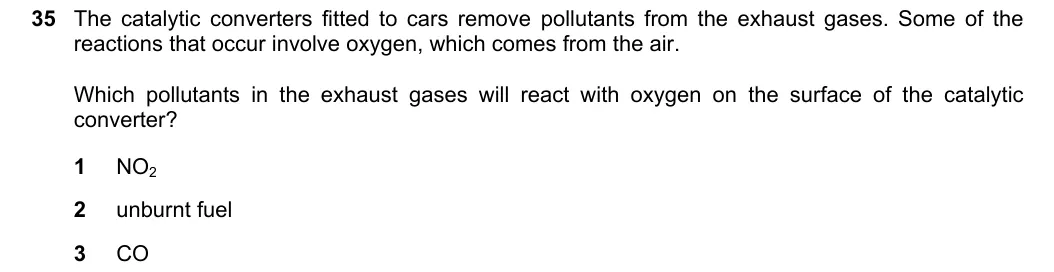 35 The catalytic converters fitted to cars remove pollutants from the exhaust gases. Some of the
reactions that occur involve oxygen, which comes from the air.
Which pollutants in the exhaust gases will react with oxygen on the surface of the catalytic
converter?
1 NO₂
2 unburnt fuel
3 CO